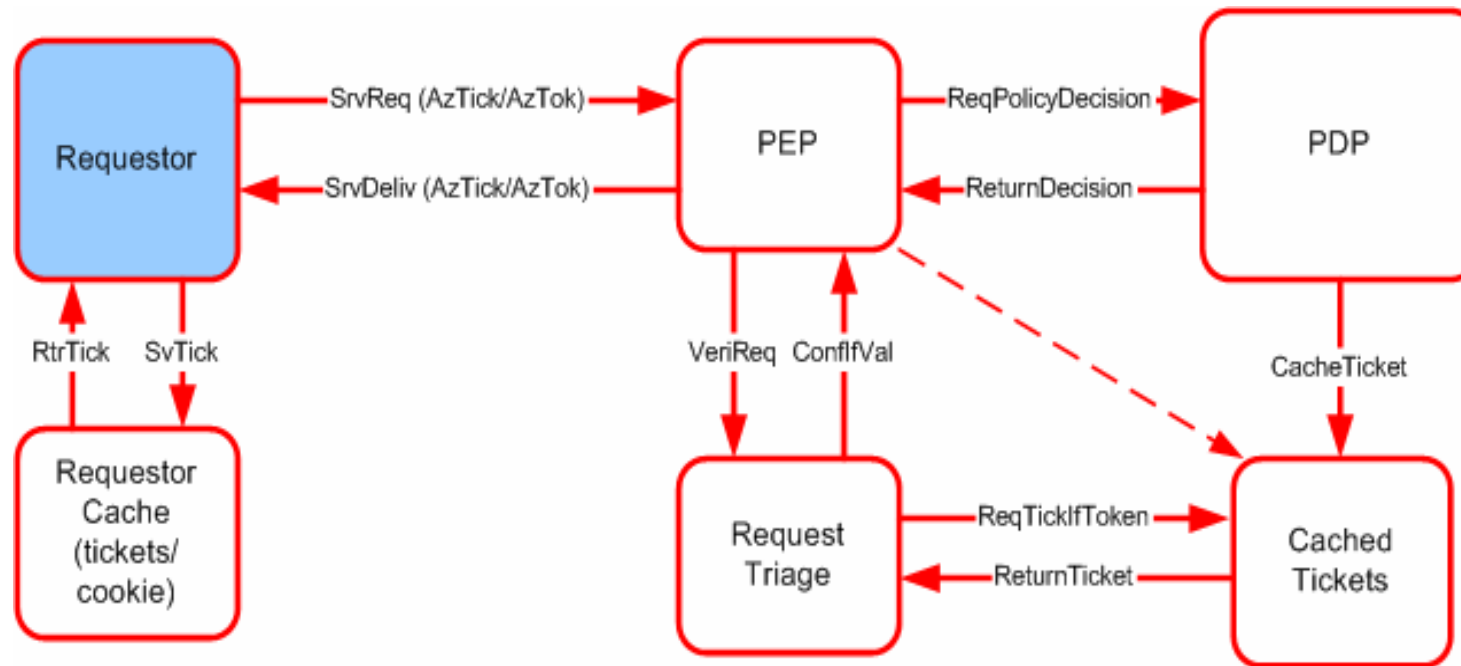 Requestor
SrvReq (AzTick/AzTok)
SrvDeliv (AzTick/AzTok)
PEP
ReqPolicyDecision
ReturnDecision
PDP
RtrTick
SvTick
VeriReq
ConfIfVal
CacheTicket
Requestor
Cache
(tickets/
cookie)
Request
Triage
ReqTickIfToken
ReturnTicket
Cached
Tickets